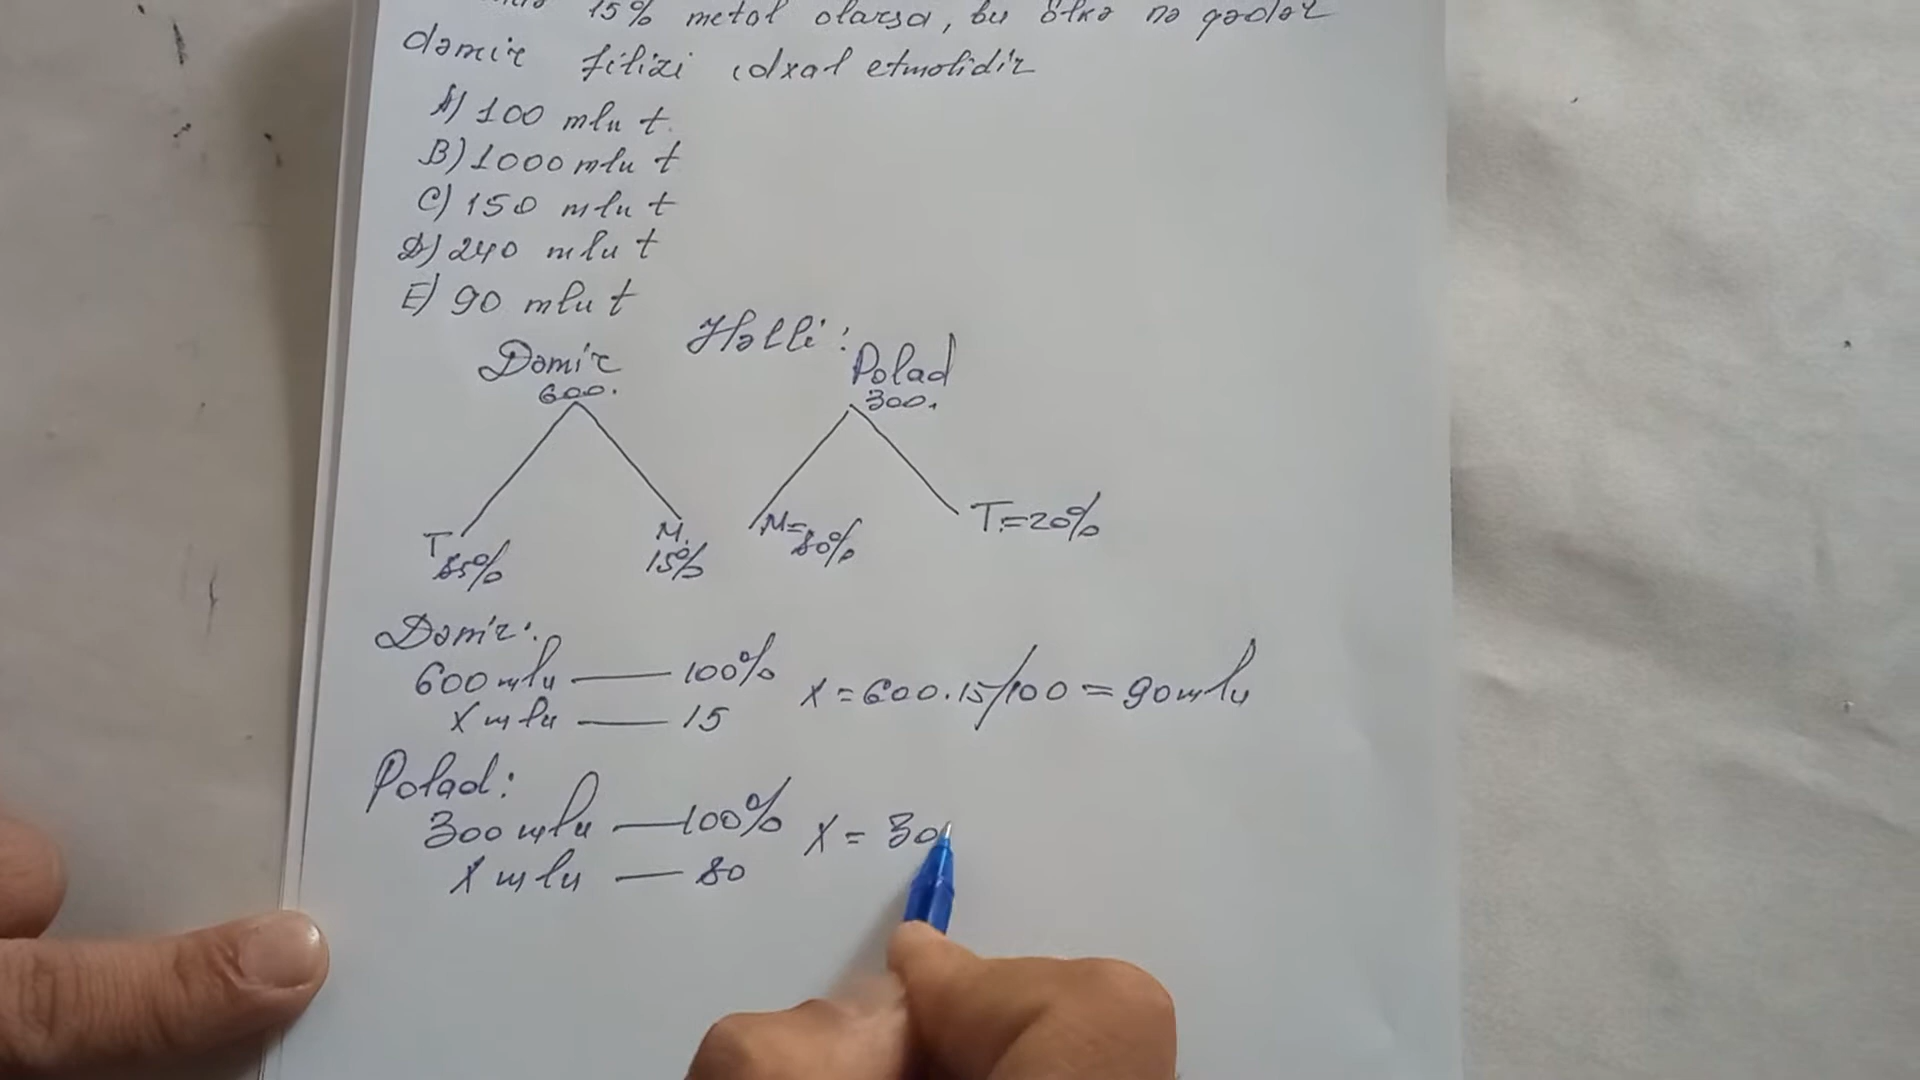 15% metal olarsa, bu ölkə nə qədər
dəmir filizi idxal etməlidir
A) 100 mln t.
B) 1000 mln t
C) 150 mln t
D) 240 mln t
E) 90 mln t
Həlli:
Dəmir
600.
T 85%
M. 15%
Polad
300.
M= 80%
T.=20%
Dəmir:
600 mln — 100%
X mln — 15
X = 600.15/100 = 90 mln
Polad:
300 mln — 100%
X mln — 80
X = 30